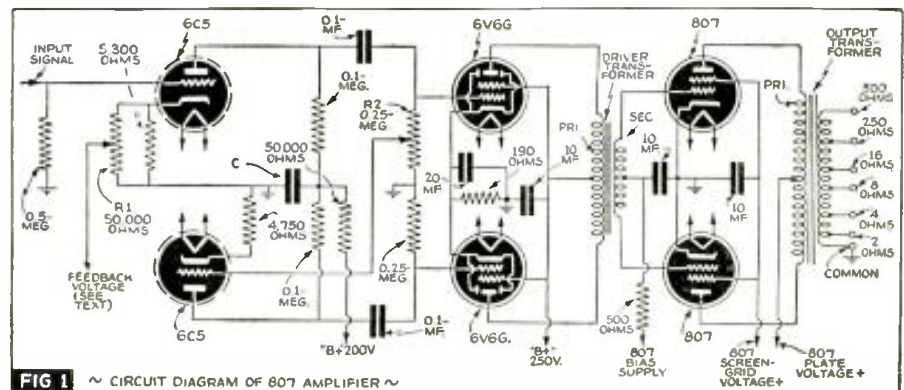 INPUT
SIGNAL
5,300
OHMS
6C5
0.1-
MF.
0.1-
MEG.
R2
0.25-
MEG.
6V6G
DRIVER
TRANS-
FORMER
807
OUTPUT
TRANS-
FORMER
PRI.
500
OHMS
250
OHMS
16
OHMS
8
OHMS
4
OHMS
2
OHMS
COMMON
0.5-
MEG.
R1
50,000
OHMS
C
50,000
OHMS
4,750
OHMS
20
MF.
190
OHMS
10
MF.
PRI
SEC
10
MF.
10
MF.
FEEDBACK
VOLTAGE
(SEE
TEXT)
6C5
0.1-
MEG.
0.25-
MEG.
0.1-
MF.
"B+" 200V.
6V6G.
"B+"
250V.
500
OHMS
807
BIAS
SUPPLY
807
807
SCREEN-
GRID
VOLTAGE+
807
PLATE
VOLTAGE+
FIG 1 ~ CIRCUIT DIAGRAM OF 807 AMPLIFIER ~